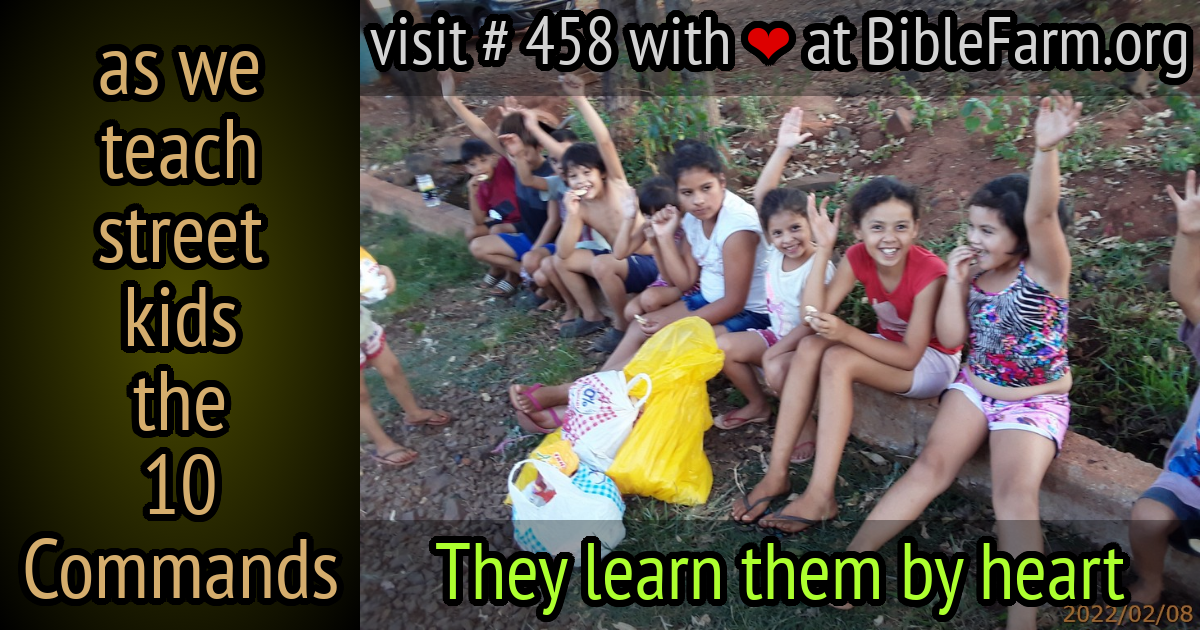 as we
teach
street
kids
the
10
Commands
visit # 458 with ❤ at BibleFarm.org
They learn them by heart
2022/02/08